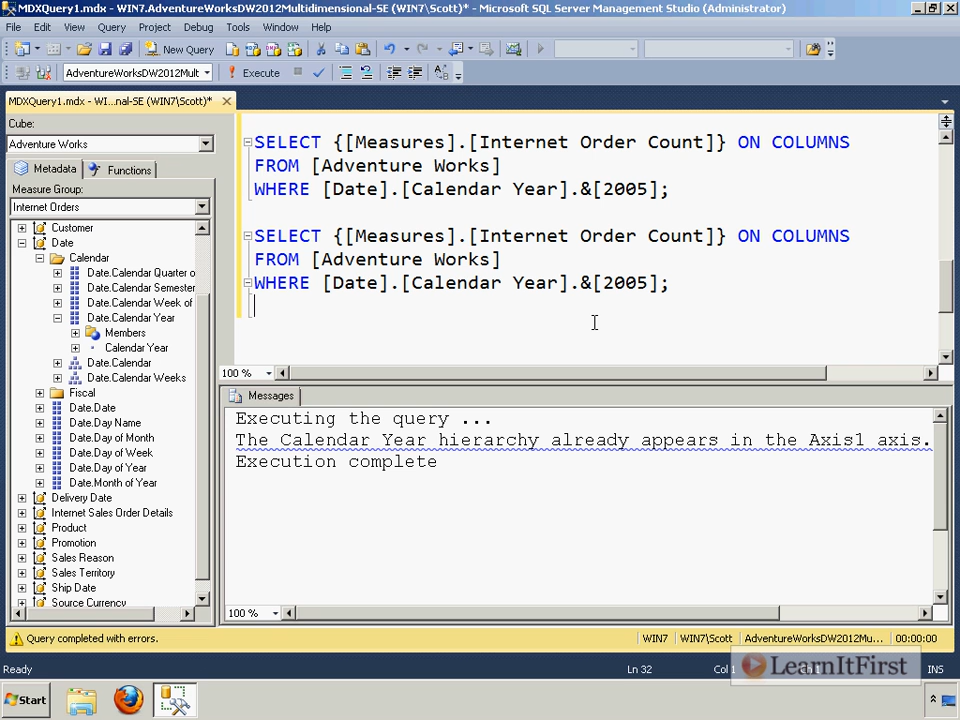 MDXQuery1.mdx - WIN7.AdventureWorksDW2012Multidimensional-SE (WIN7\Scott)* - Microsoft SQL Server Management Studio (Administrator)
File Edit View Query Project Debug Tools Window Help
New Query
AdventureWorksDW2012Mult Execute
MDXQuery1.mdx - WI...nal-SE (WIN7\Scott)*
Cube:
Adventure Works
Metadata Functions
Measure Group:
Internet Orders
Customer
Date
Calendar
Date.Calendar Quarter o
Date.Calendar Semester
Date.Calendar Week of
Date.Calendar Year
Members
Calendar Year
Date.Calendar
Date.Calendar Weeks
Fiscal
Date.Date
Date.Day Name
Date.Day of Month
Date.Day of Week
Date.Day of Year
Date.Month of Year
Delivery Date
Internet Sales Order Details
Product
Promotion
Sales Reason
Sales Territory
Ship Date
Source Currency
SELECT {[Measures].[Internet Order Count]} ON COLUMNS
FROM [Adventure Works]
WHERE [Date].[Calendar Year].&[2005];
SELECT {[Measures].[Internet Order Count]} ON COLUMNS
FROM [Adventure Works]
WHERE [Date].[Calendar Year].&[2005];
100 %
Messages
Executing the query ...
The Calendar Year hierarchy already appears in the Axis1 axis.
Execution complete
100 %
Query completed with errors. WIN7 WIN7\Scott AdventureWorksDW2012Mu... 00:00:00
Ready Ln 32 Col INS
LearnItFirst
Start